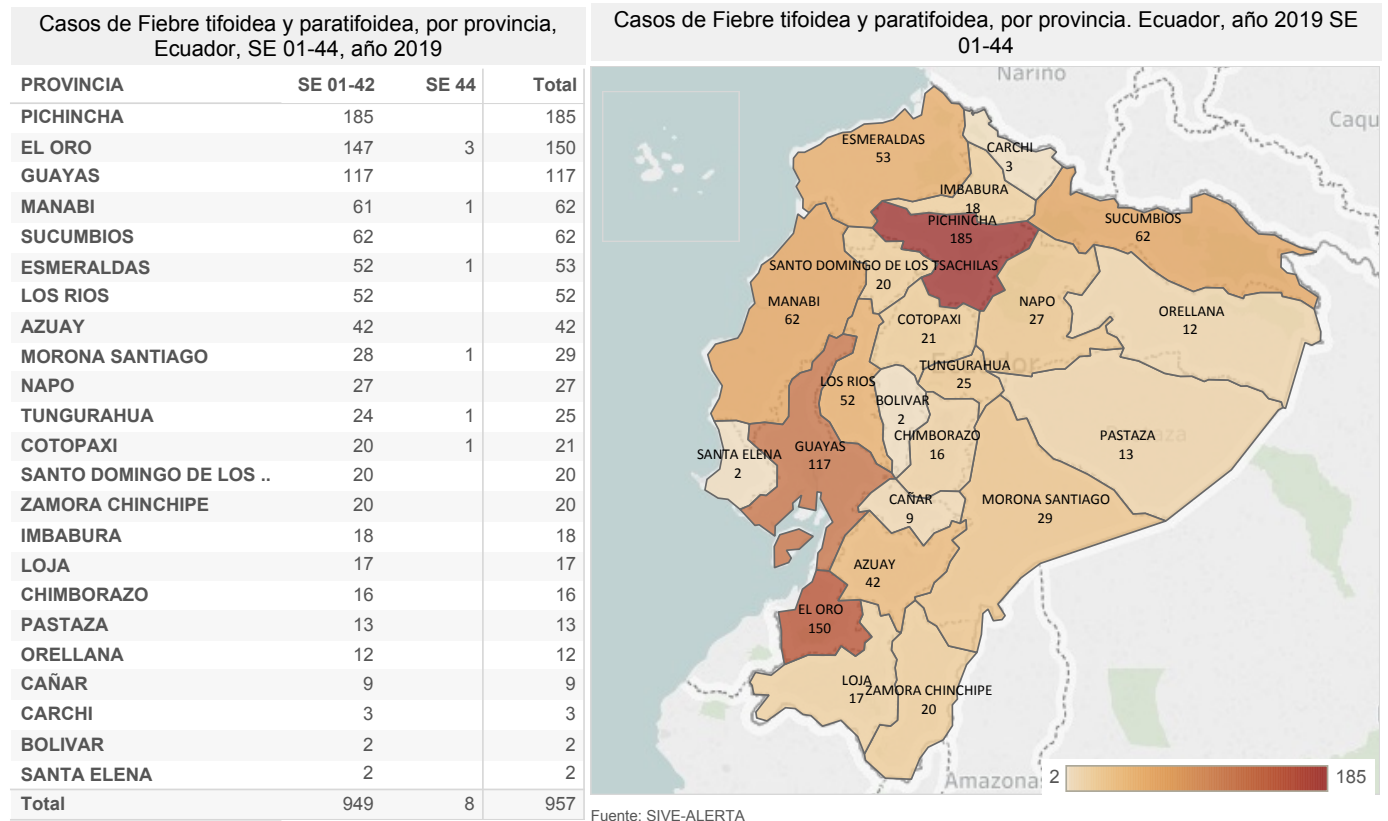 Casos de Fiebre tifoidea y paratifoidea, por provincia,
Ecuador, SE 01-44, año 2019
PROVINCIA SE 01-42 SE 44 Total
PICHINCHA 185 185
EL ORO 147 3 150
GUAYAS 117 117
MANABI 61 1 62
SUCUMBIOS 62 62
ESMERALDAS 52 1 53
LOS RIOS 52 52
AZUAY 42 42
MORONA SANTIAGO 28 1 29
NAPO 27 27
TUNGURAHUA 24 1 25
COTOPAXI 20 1 21
SANTO DOMINGO DE LOS .. 20 20
ZAMORA CHINCHIPE 20 20
IMBABURA 18 18
LOJA 17 17
CHIMBORAZO 16 16
PASTAZA 13 13
ORELLANA 12 12
CAÑAR 9 9
CARCHI 3 3
BOLIVAR 2 2
SANTA ELENA 2 2
Total 949 8 957
Casos de Fiebre tifoidea y paratifoidea, por provincia. Ecuador, año 2019 SE
01-44
Nariño
Caqu
ESMERALDAS
53
CARCHI
3
IMBABURA
18
PICHINCHA
185
SUCUMBIOS
62
SANTO DOMINGO DE LOS TSACHILAS
20
MANABI
62
NAPO
27
ORELLANA
12
COTOPAXI
21
Ecuador
TUNGURAHUA
25
LOS RIOS
52
BOLIVAR
2
CHIMBORAZO
16
PASTAZA
13
SANTA ELENA
2
GUAYAS
117
CAÑAR
9
MORONA SANTIAGO
29
AZUAY
42
EL ORO
150
LOJA
17
ZAMORA CHINCHIPE
20
Amazonas
2 185
Fuente: SIVE-ALERTA